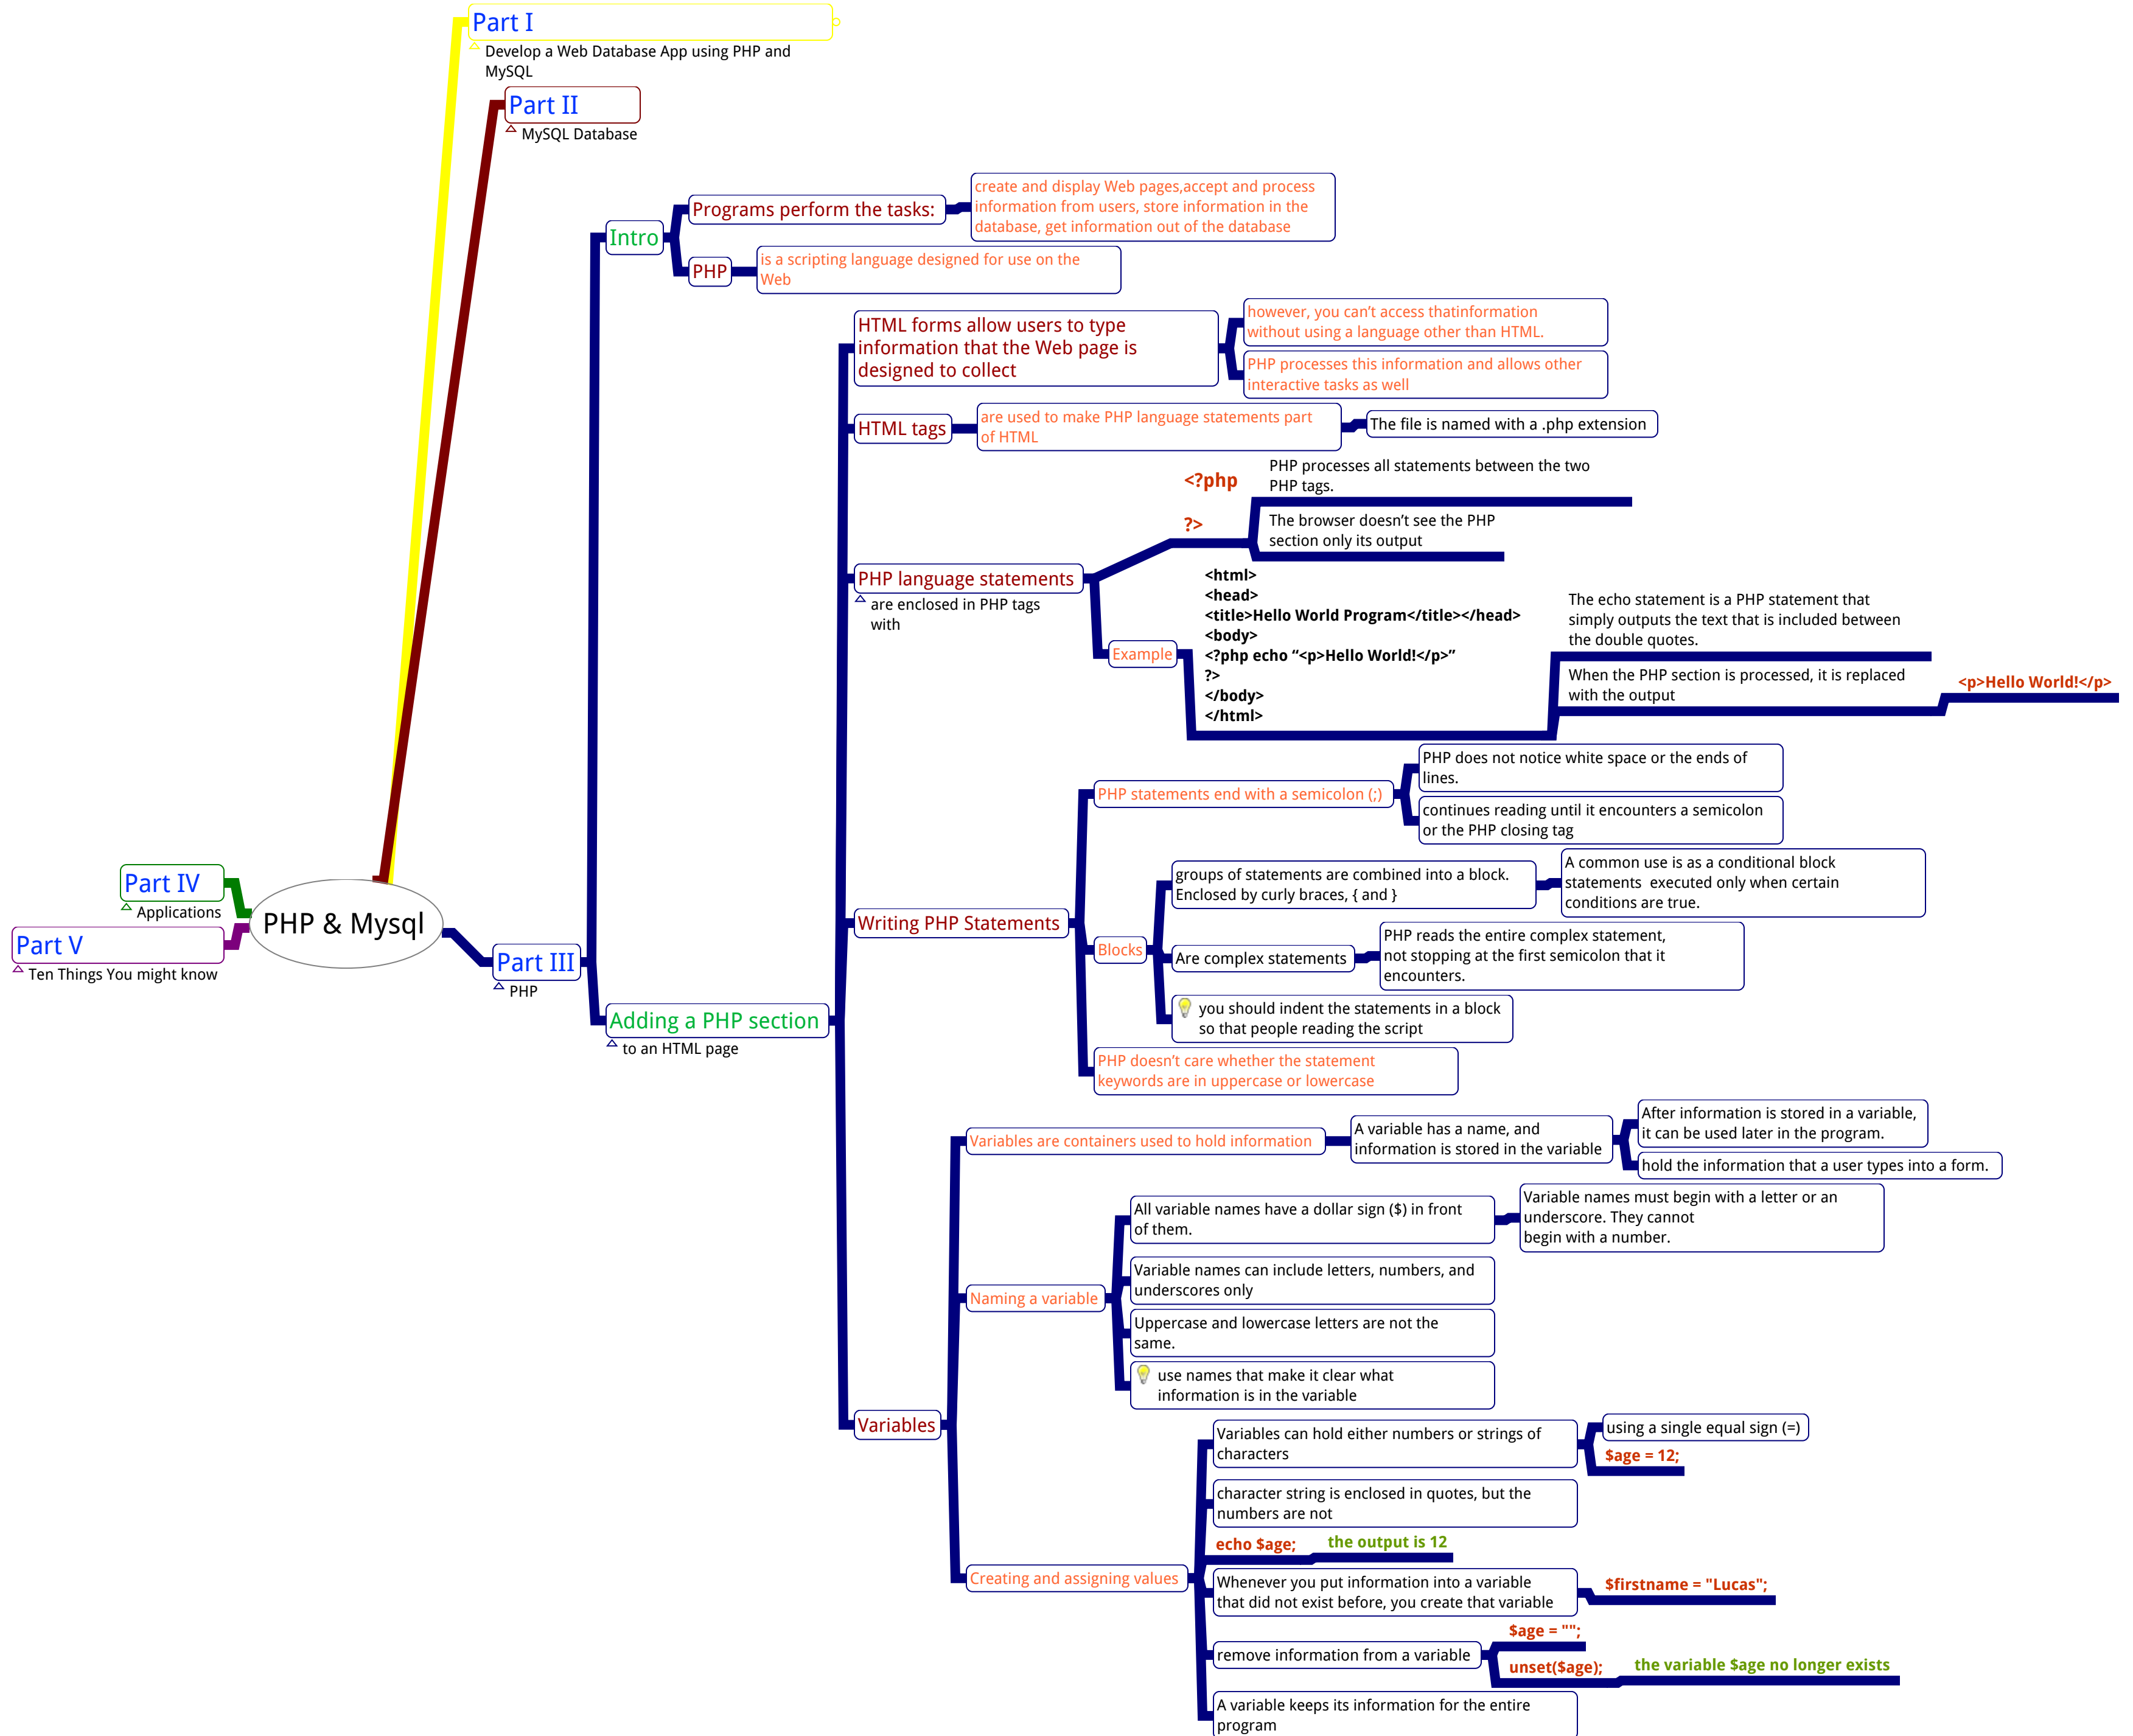 Part I
Develop a Web Database App using PHP and
MySQL
Part II
MySQL Database
Part IV
Applications
Part V
Ten Things You might know
PHP & Mysql
Part III
PHP
Intro
Programs perform the tasks:
create and display Web pages,accept and process
information from users, store information in the
database, get information out of the database
PHP
is a scripting language designed for use on the
Web
Adding a PHP section
to an HTML page
HTML forms allow users to type
information that the Web page is
designed to collect
however, you can’t access thatinformation
without using a language other than HTML.
PHP processes this information and allows other
interactive tasks as well
HTML tags
are used to make PHP language statements part
of HTML
The file is named with a .php extension
PHP language statements
are enclosed in PHP tags
with
<?php
?>
PHP processes all statements between the two
PHP tags.
The browser doesn’t see the PHP
section only its output
Example
<html>
<head>
<title>Hello World Program</title></head>
<body>
<?php echo “<p>Hello World!</p>”
?>
</body>
</html>
The echo statement is a PHP statement that
simply outputs the text that is included between
the double quotes.
When the PHP section is processed, it is replaced
with the output
<p>Hello World!</p>
Writing PHP Statements
PHP statements end with a semicolon (;)
PHP does not notice white space or the ends of
lines.
continues reading until it encounters a semicolon
or the PHP closing tag
Blocks
groups of statements are combined into a block.
Enclosed by curly braces, { and }
A common use is as a conditional block
statements  executed only when certain
conditions are true.
Are complex statements
PHP reads the entire complex statement,
not stopping at the first semicolon that it
encounters.
you should indent the statements in a block
so that people reading the script
PHP doesn’t care whether the statement
keywords are in uppercase or lowercase
Variables
Variables are containers used to hold information
A variable has a name, and
information is stored in the variable
After information is stored in a variable,
it can be used later in the program.
hold the information that a user types into a form.
Naming a variable
All variable names have a dollar sign ($) in front
of them.
Variable names must begin with a letter or an
underscore. They cannot
begin with a number.
Variable names can include letters, numbers, and
underscores only
Uppercase and lowercase letters are not the
same.
use names that make it clear what
information is in the variable
Creating and assigning values
Variables can hold either numbers or strings of
characters
using a single equal sign (=)
$age = 12;
character string is enclosed in quotes, but the
numbers are not
echo $age;
the output is 12
Whenever you put information into a variable
that did not exist before, you create that variable
$firstname = "Lucas";
remove information from a variable
$age = "";
unset($age);
the variable $age no longer exists
A variable keeps its information for the entire
program